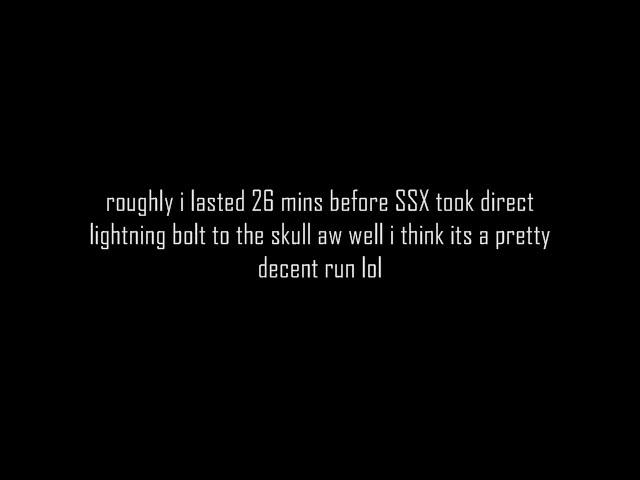 roughly i lasted 26 mins before SSX took direct
lightning bolt to the skull aw well i think its a pretty
decent run lol